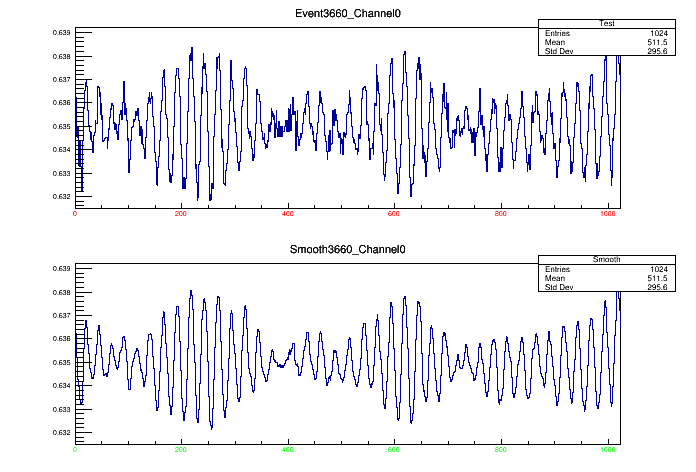 Event3660_Channel0
Test
Entries 1024
Mean 511.5
Std Dev 295.6
0.639
0.638
0.637
0.636
0.635
0.634
0.633
0.632
0 200 400 600 800 1000
Smooth3660_Channel0
Smooth
Entries 1024
Mean 511.5
Std Dev 295.6
0.639
0.638
0.637
0.636
0.635
0.634
0.633
0.632
0 200 400 600 800 1000